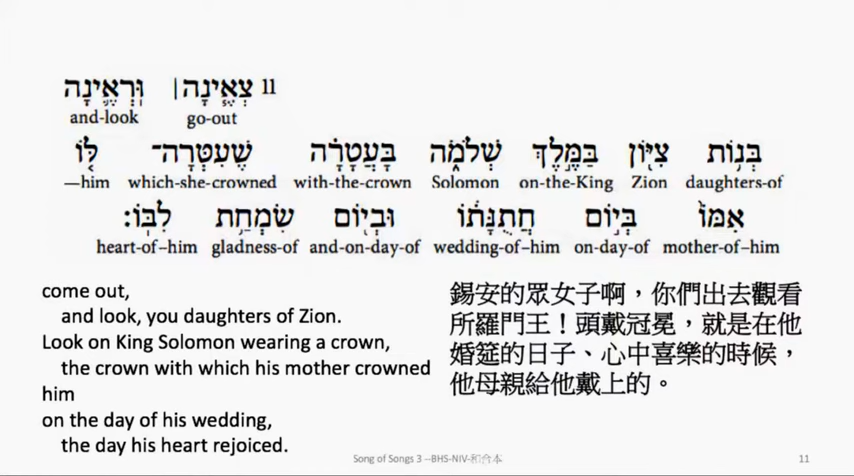 11 צְאֶ֧ינָה׀ וּֽרְאֶ֛ינָה
go-out and-look
בְּנ֥וֹת צִיּ֖וֹן בַּמֶּ֣לֶךְ שְׁלֹמֹ֑ה בָּעֲטָרָ֗ה שֶׁעִטְּרָה־ לּ֤וֹ
daughters-of Zion on-the-King Solomon with-the-crown which-she-crowned —him
אִמּוֹ֙ בְּי֣וֹם חֲתֻנָּת֔וֹ וּבְי֖וֹם שִׂמְחַ֥ת לִבּֽוֹ׃
mother-of—him on-day-of wedding-of—him and-on-day-of gladness-of heart-of—him
come out,
and look, you daughters of Zion.
Look on King Solomon wearing a crown,
the crown with which his mother crowned
him
on the day of his wedding,
the day his heart rejoiced.
錫安的眾女子啊，你們出去觀看
所羅門王！頭戴冠冕，就是在他
婚筵的日子、心中喜樂的時候，
他母親給他戴上的。
Song of Songs 3 --BHS-NIV-和合本
11